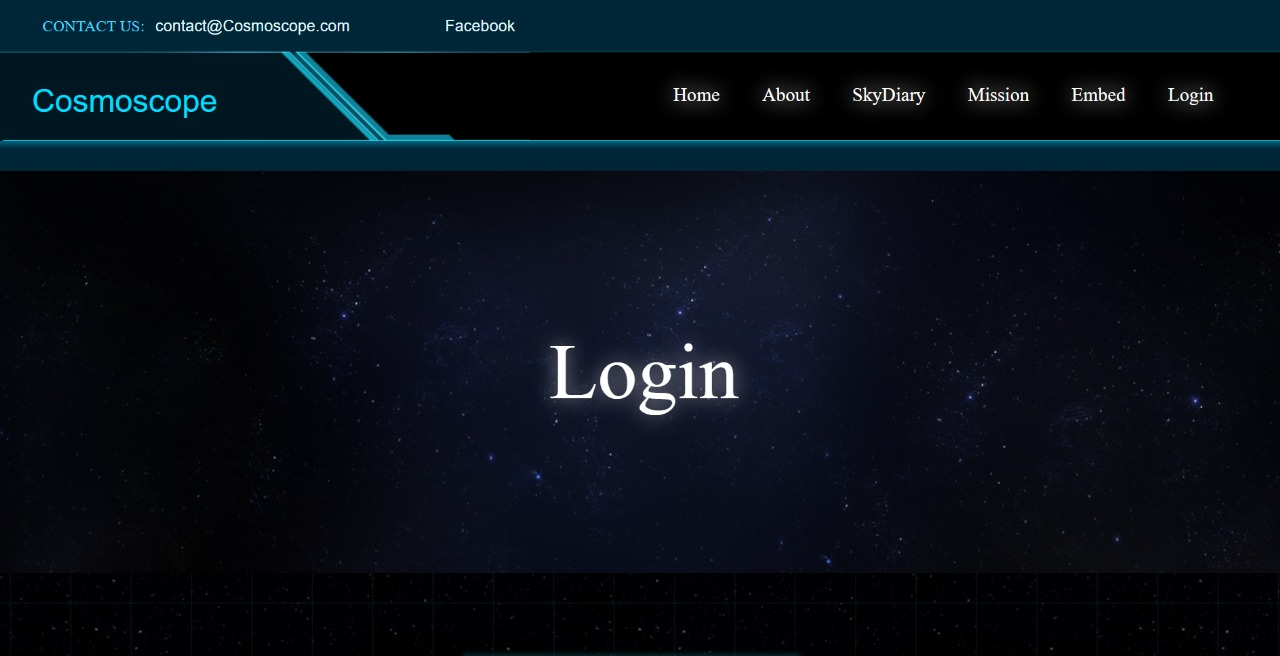 CONTACT US: contact@Cosmoscope.com Facebook
Cosmoscope
Home About SkyDiary Mission Embed Login
Login